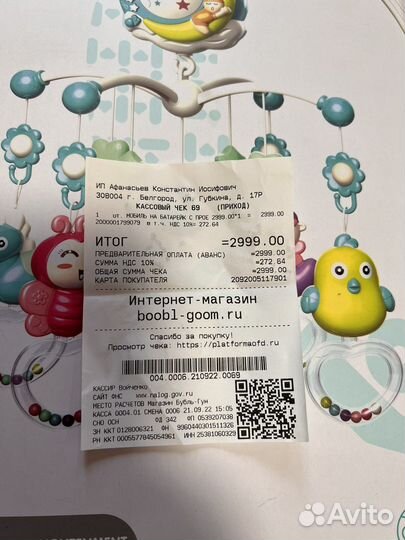 ИП Афанасьев Константин Иосифович
308000 г. Белгород, ул. Губкина, д. 17Р
КАССОВЫЙ ЧЕК 69 (ПРИХОД)
1 шт. МОБИЛЬ НА БАТАРЕЙК С ПРОЕ 2999.00*1 = 2999.00
2000001799079 в т.ч. НДС 10%= 272.64
ИТОГ =2999.00
ПРЕДВАРИТЕЛЬНАЯ ОПЛАТА (АВАНС) =2999.00
СУММА НДС 10% =272.64
ОБЩАЯ СУММА ЧЕКА =2999.00
КАРТА ПОКУПАТЕЛЯ 2092005117901
Интернет-магазин
boobl-goom.ru
Спасибо за покупку!
Просмотр чека: https://platformaofd.ru
004.0006.210922.0069
КАССИР Войченко
САЙТ ФНС www.nalog.gov.ru
МЕСТО РАСЧЕТОВ Магазин Бубль-Гум
КАССА 0004.01 СМЕНА 0006 21.09.22 15:05
СНО ОСН ФД 342 ФП 0539207038
ЗН ККТ 0128006321 ФН 9960440301511326
РН ККТ 0005577845054961 ИНН 25381060329
Avito